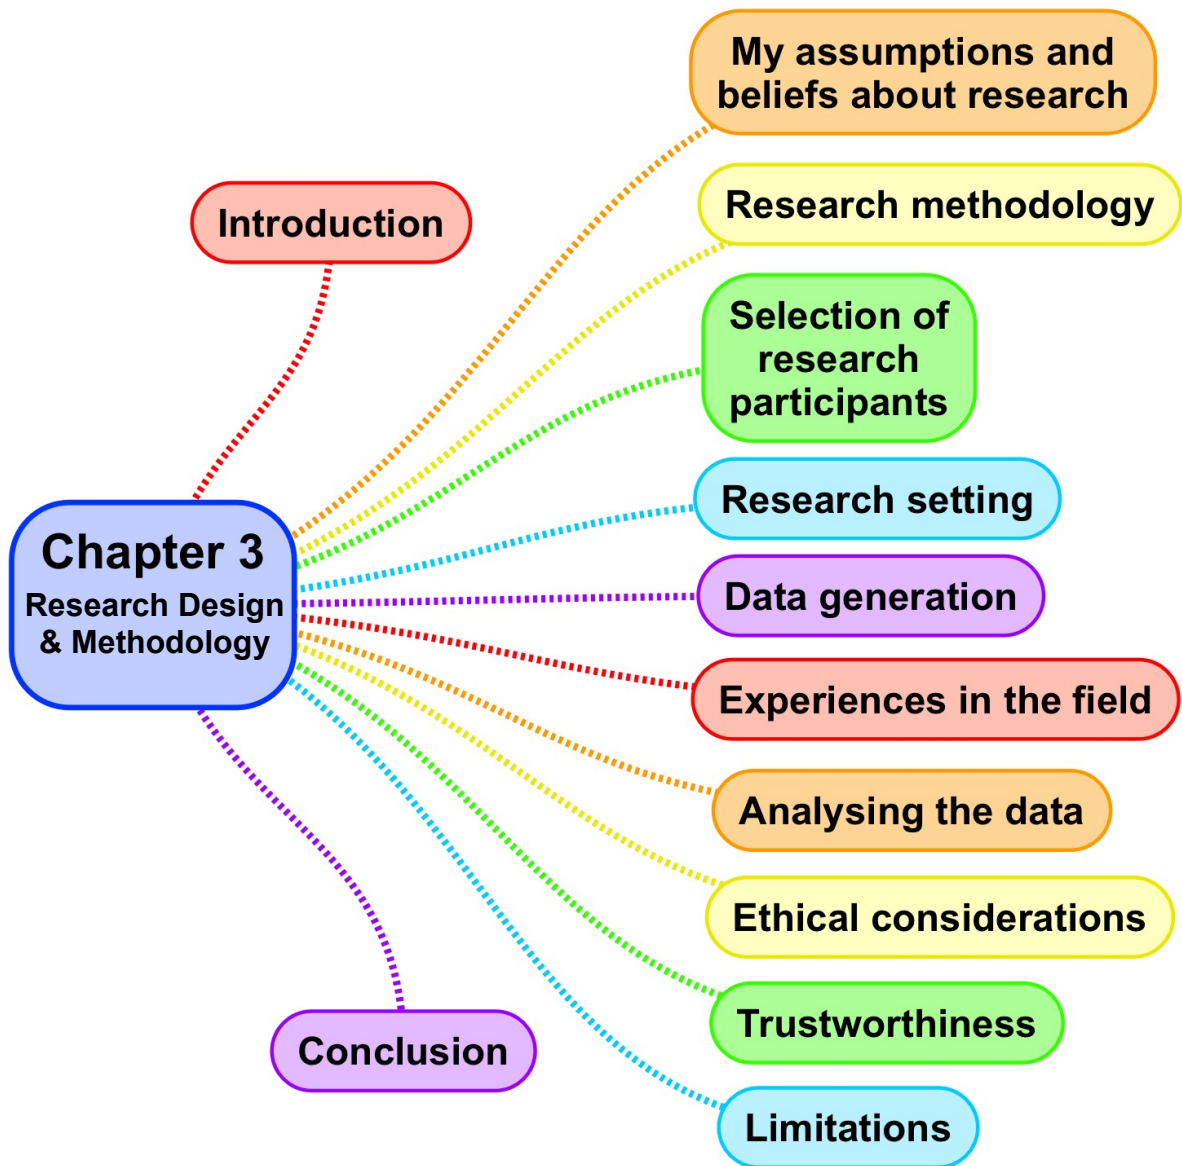 Introduction
Chapter 3
Research Design
& Methodology
My assumptions and
beliefs about research
Research methodology
Selection of
research
participants
Research setting
Data generation
Experiences in the field
Analysing the data
Ethical considerations
Trustworthiness
Limitations
Conclusion